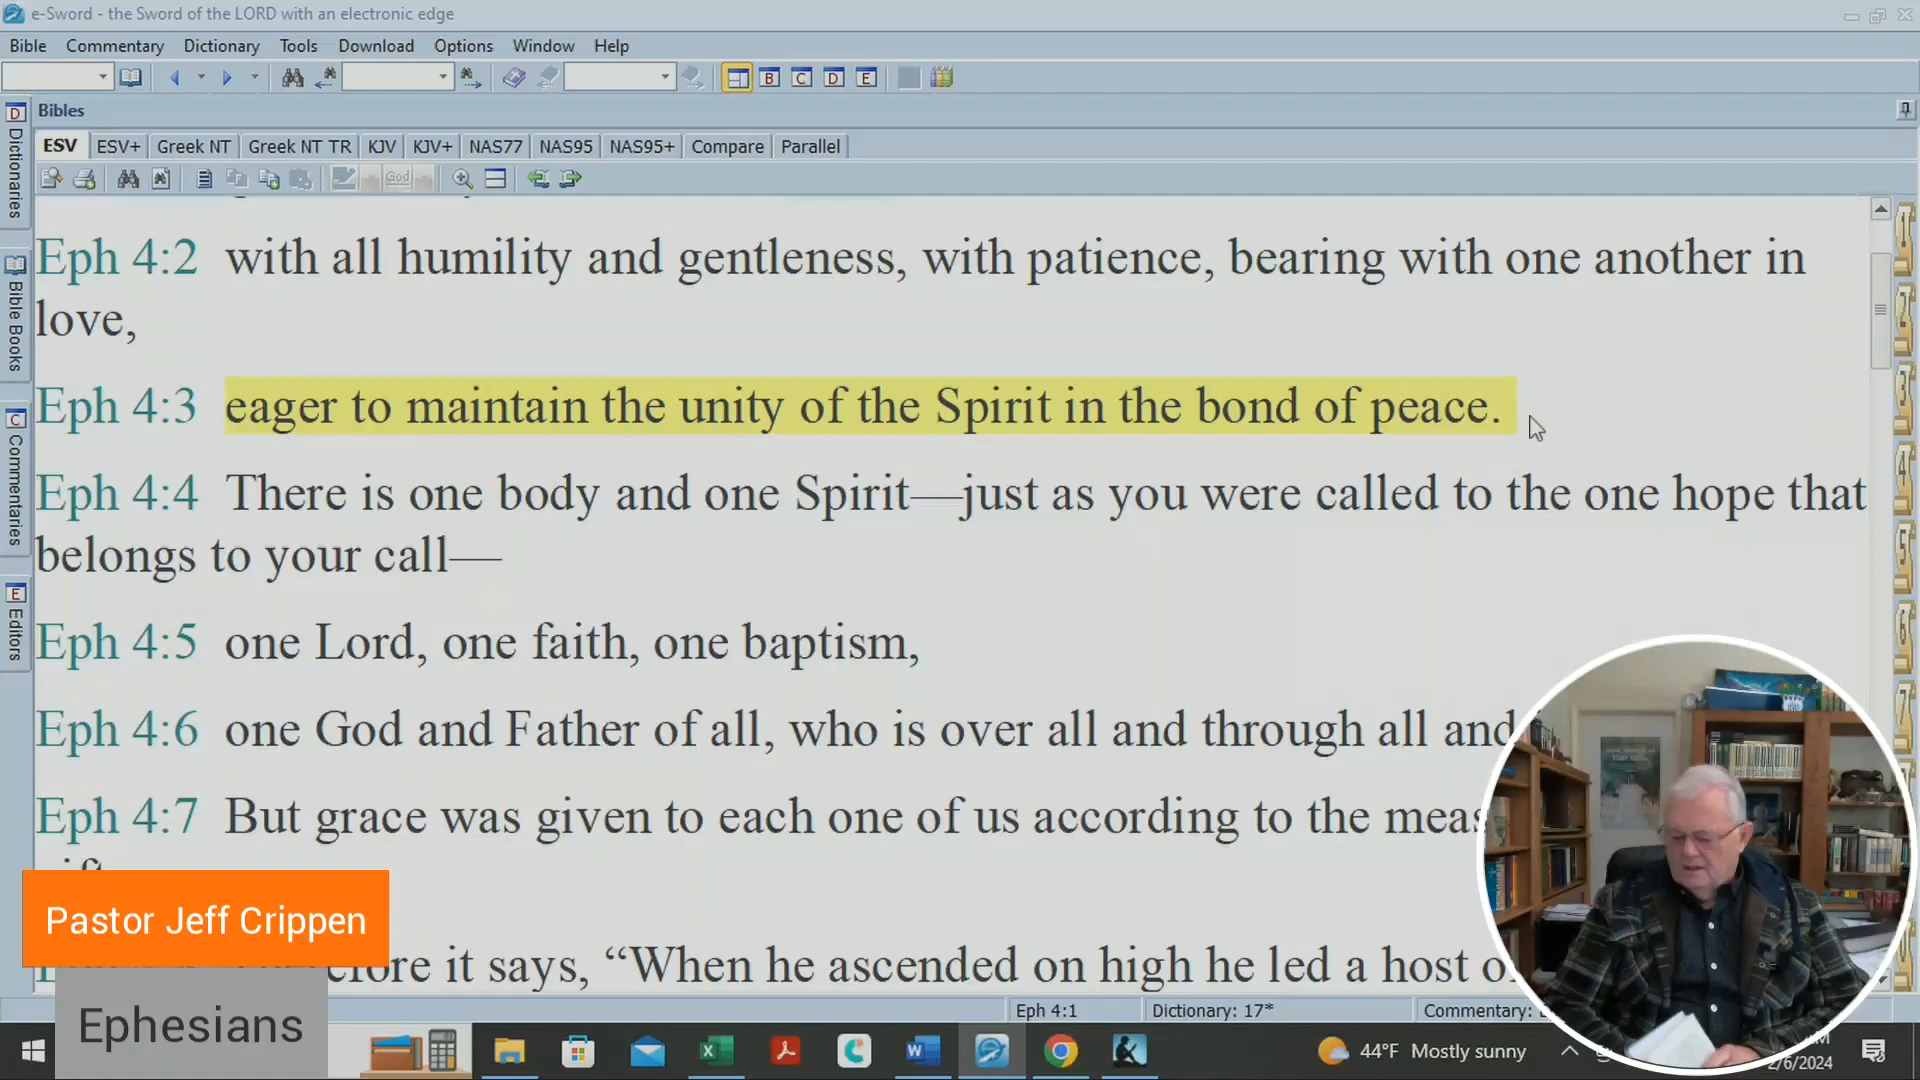 e-Sword - the Sword of the LORD with an electronic edge
Bible Commentary Dictionary Tools Download Options Window Help
B C D E
D Dictionaries
Bible Books
C Commentaries
E Editors
Bibles
ESV ESV+ Greek NT Greek NT TR KJV KJV+ NAS77 NAS95 NAS95+ Compare Parallel
God
Eph 4:2 with all humility and gentleness, with patience, bearing with one another in
love,
Eph 4:3 eager to maintain the unity of the Spirit in the bond of peace.
Eph 4:4 There is one body and one Spirit—just as you were called to the one hope that
belongs to your call—
Eph 4:5 one Lord, one faith, one baptism,
Eph 4:6 one God and Father of all, who is over all and through all and
Eph 4:7 But grace was given to each one of us according to the
it says, “When he ascended on high he led a host
Pastor Jeff Crippen
Ephesians
Eph 4:1 Dictionary: 17* Commentary:
44°F Mostly sunny
2/6/2024